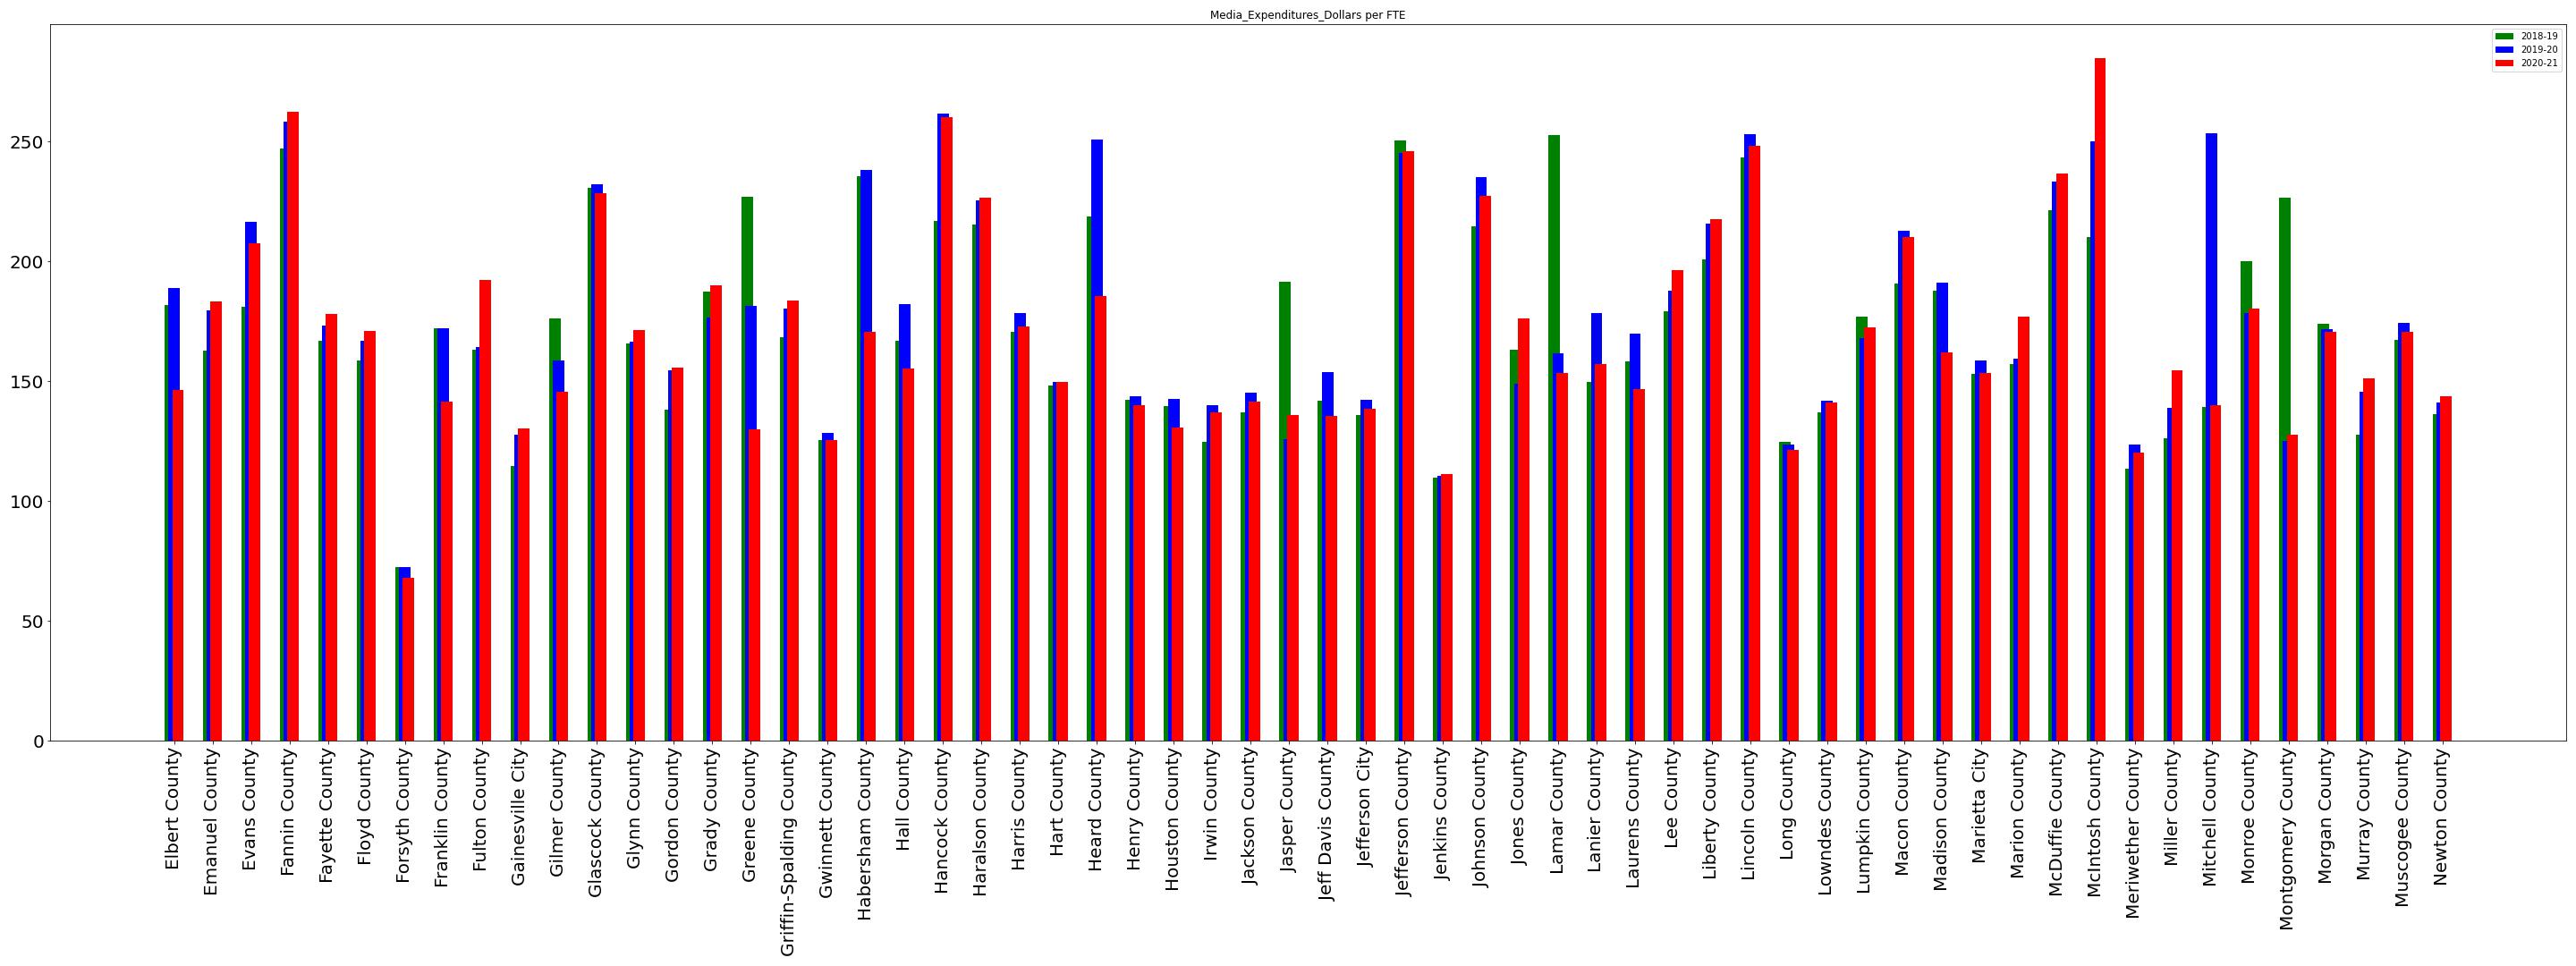 Media_Expenditures_Dollars per FTE
2018-19
2019-20
2020-21
250
200
150
100
50
0
Elbert County
Emanuel County
Evans County
Fannin County
Fayette County
Floyd County
Forsyth County
Franklin County
Fulton County
Gainesville City
Gilmer County
Glascock County
Glynn County
Gordon County
Grady County
Greene County
Griffin-Spalding County
Gwinnett County
Habersham County
Hall County
Hancock County
Haralson County
Harris County
Hart County
Heard County
Henry County
Houston County
Irwin County
Jackson County
Jasper County
Jeff Davis County
Jefferson City
Jefferson County
Jenkins County
Johnson County
Jones County
Lamar County
Lanier County
Laurens County
Lee County
Liberty County
Lincoln County
Long County
Lowndes County
Lumpkin County
Macon County
Madison County
Marietta City
Marion County
McDuffie County
McIntosh County
Meriwether County
Miller County
Mitchell County
Monroe County
Montgomery County
Morgan County
Murray County
Muscogee County
Newton County